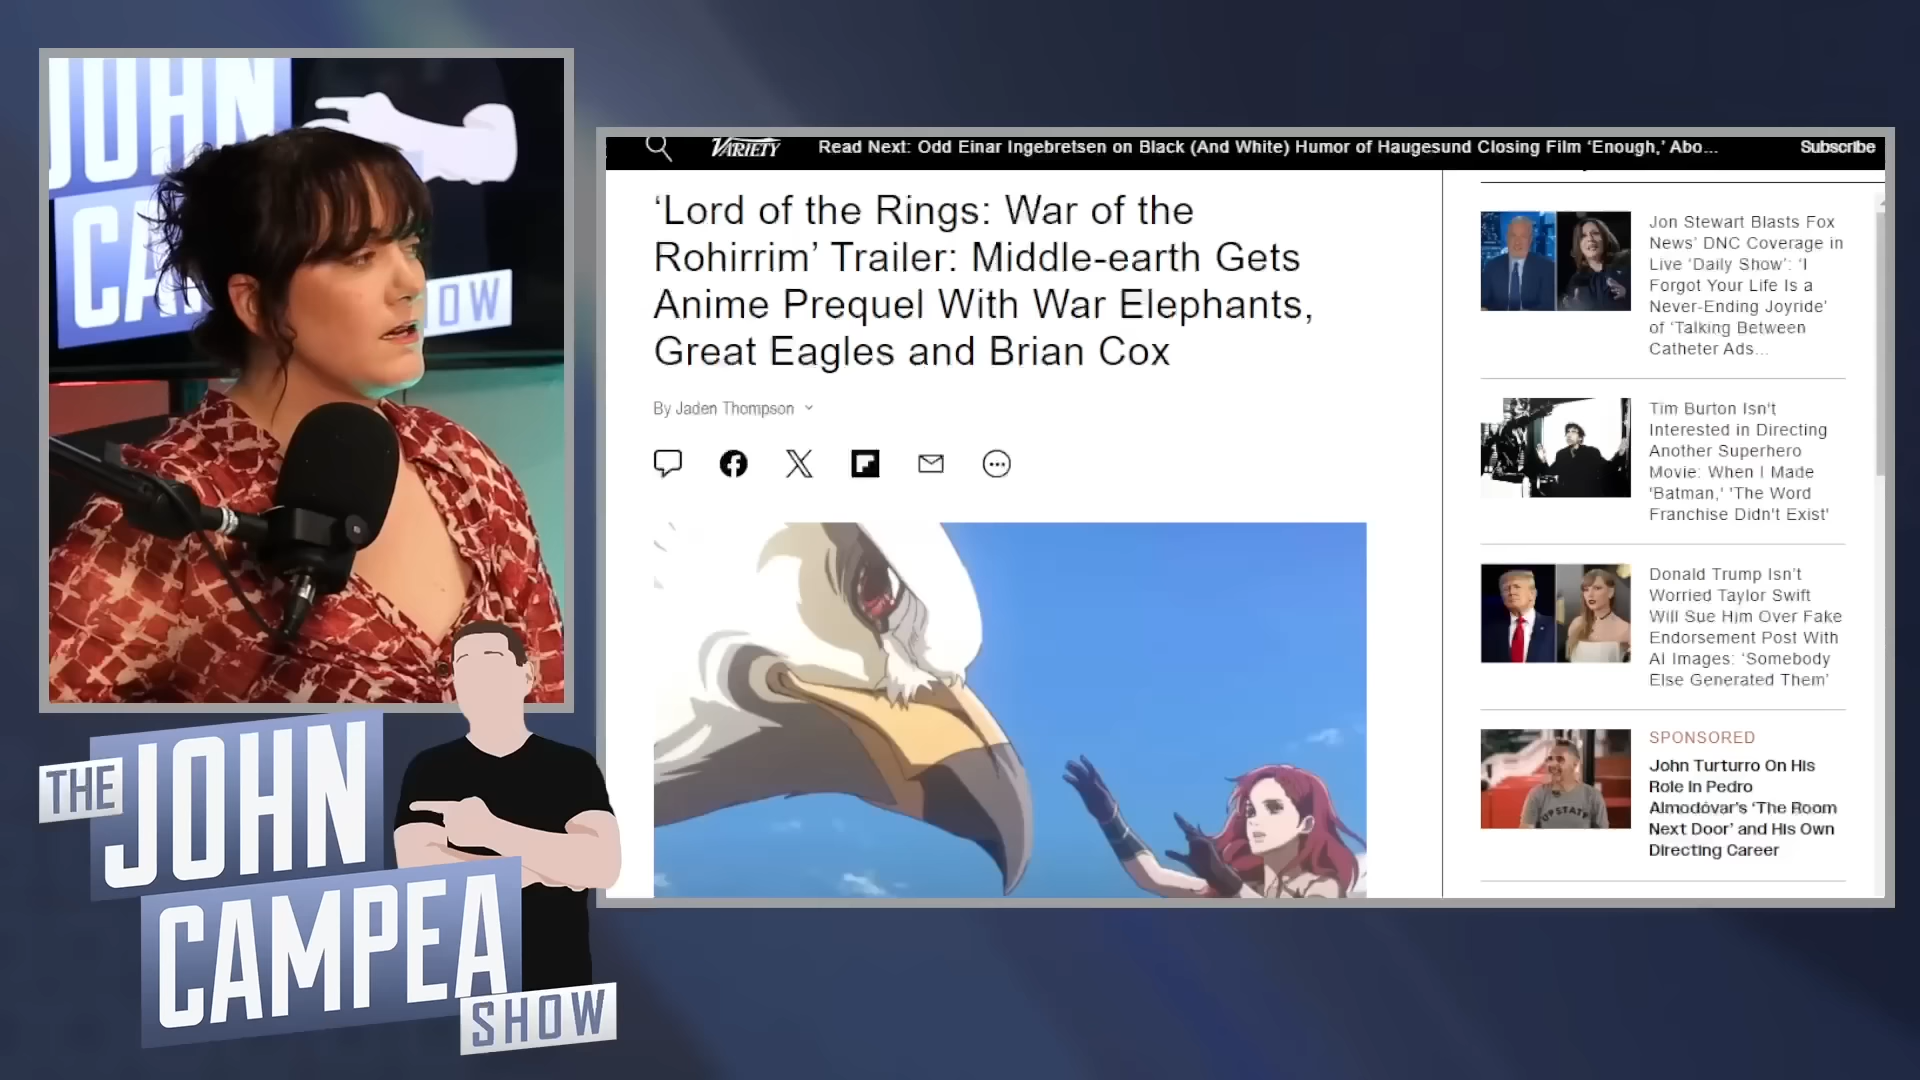 JOHN
CA
OW
VARIETY
Read Next: Odd Einar Ingebretsen on Black (And White) Humor of Haugesund Closing Film ‘Enough,’ Abo...
Subscribe
‘Lord of the Rings: War of the
Rohirrim’ Trailer: Middle-earth Gets
Anime Prequel With War Elephants,
Great Eagles and Brian Cox
By Jaden Thompson
Jon Stewart Blasts Fox
News’ DNC Coverage in
Live ‘Daily Show’: ‘I
Forgot Your Life Is a
Never-Ending Joyride’
of ‘Talking Between
Catheter Ads...
Tim Burton Isn't
Interested in Directing
Another Superhero
Movie: When I Made
'Batman,' 'The Word
Franchise Didn't Exist'
Donald Trump Isn’t
Worried Taylor Swift
Will Sue Him Over Fake
Endorsement Post With
AI Images: ‘Somebody
Else Generated Them’
SPONSORED
John Turturro On His
Role In Pedro
Almodóvar’s ‘The Room
Next Door’ and His Own
Directing Career
UPSTATE
THE
JOHN
CAMPEA
SHOW